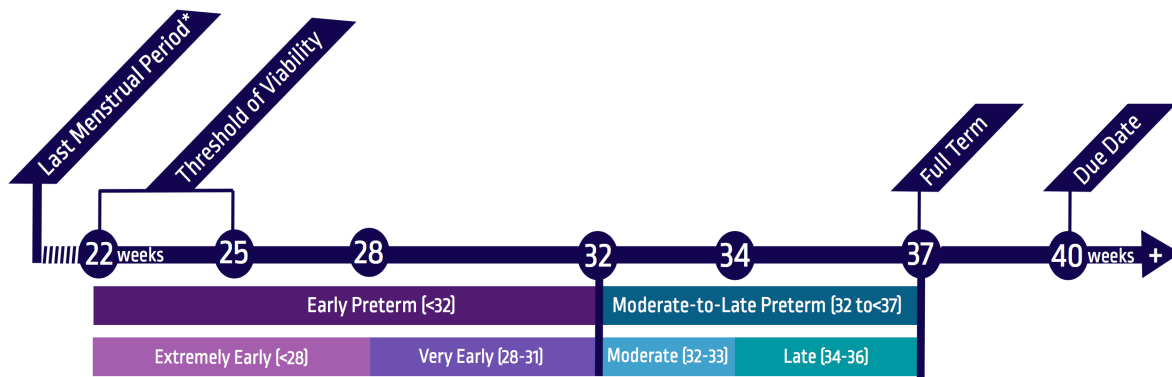 Last Menstrual Period*
Threshold of Viability
Full Term
Due Date
22 weeks 25 28 32 34 37 40 weeks +
Early Preterm (<32) Moderate-to-Late Preterm (32 to<37)
Extremely Early (<28) Very Early (28-31) Moderate (32-33) Late (34-36)